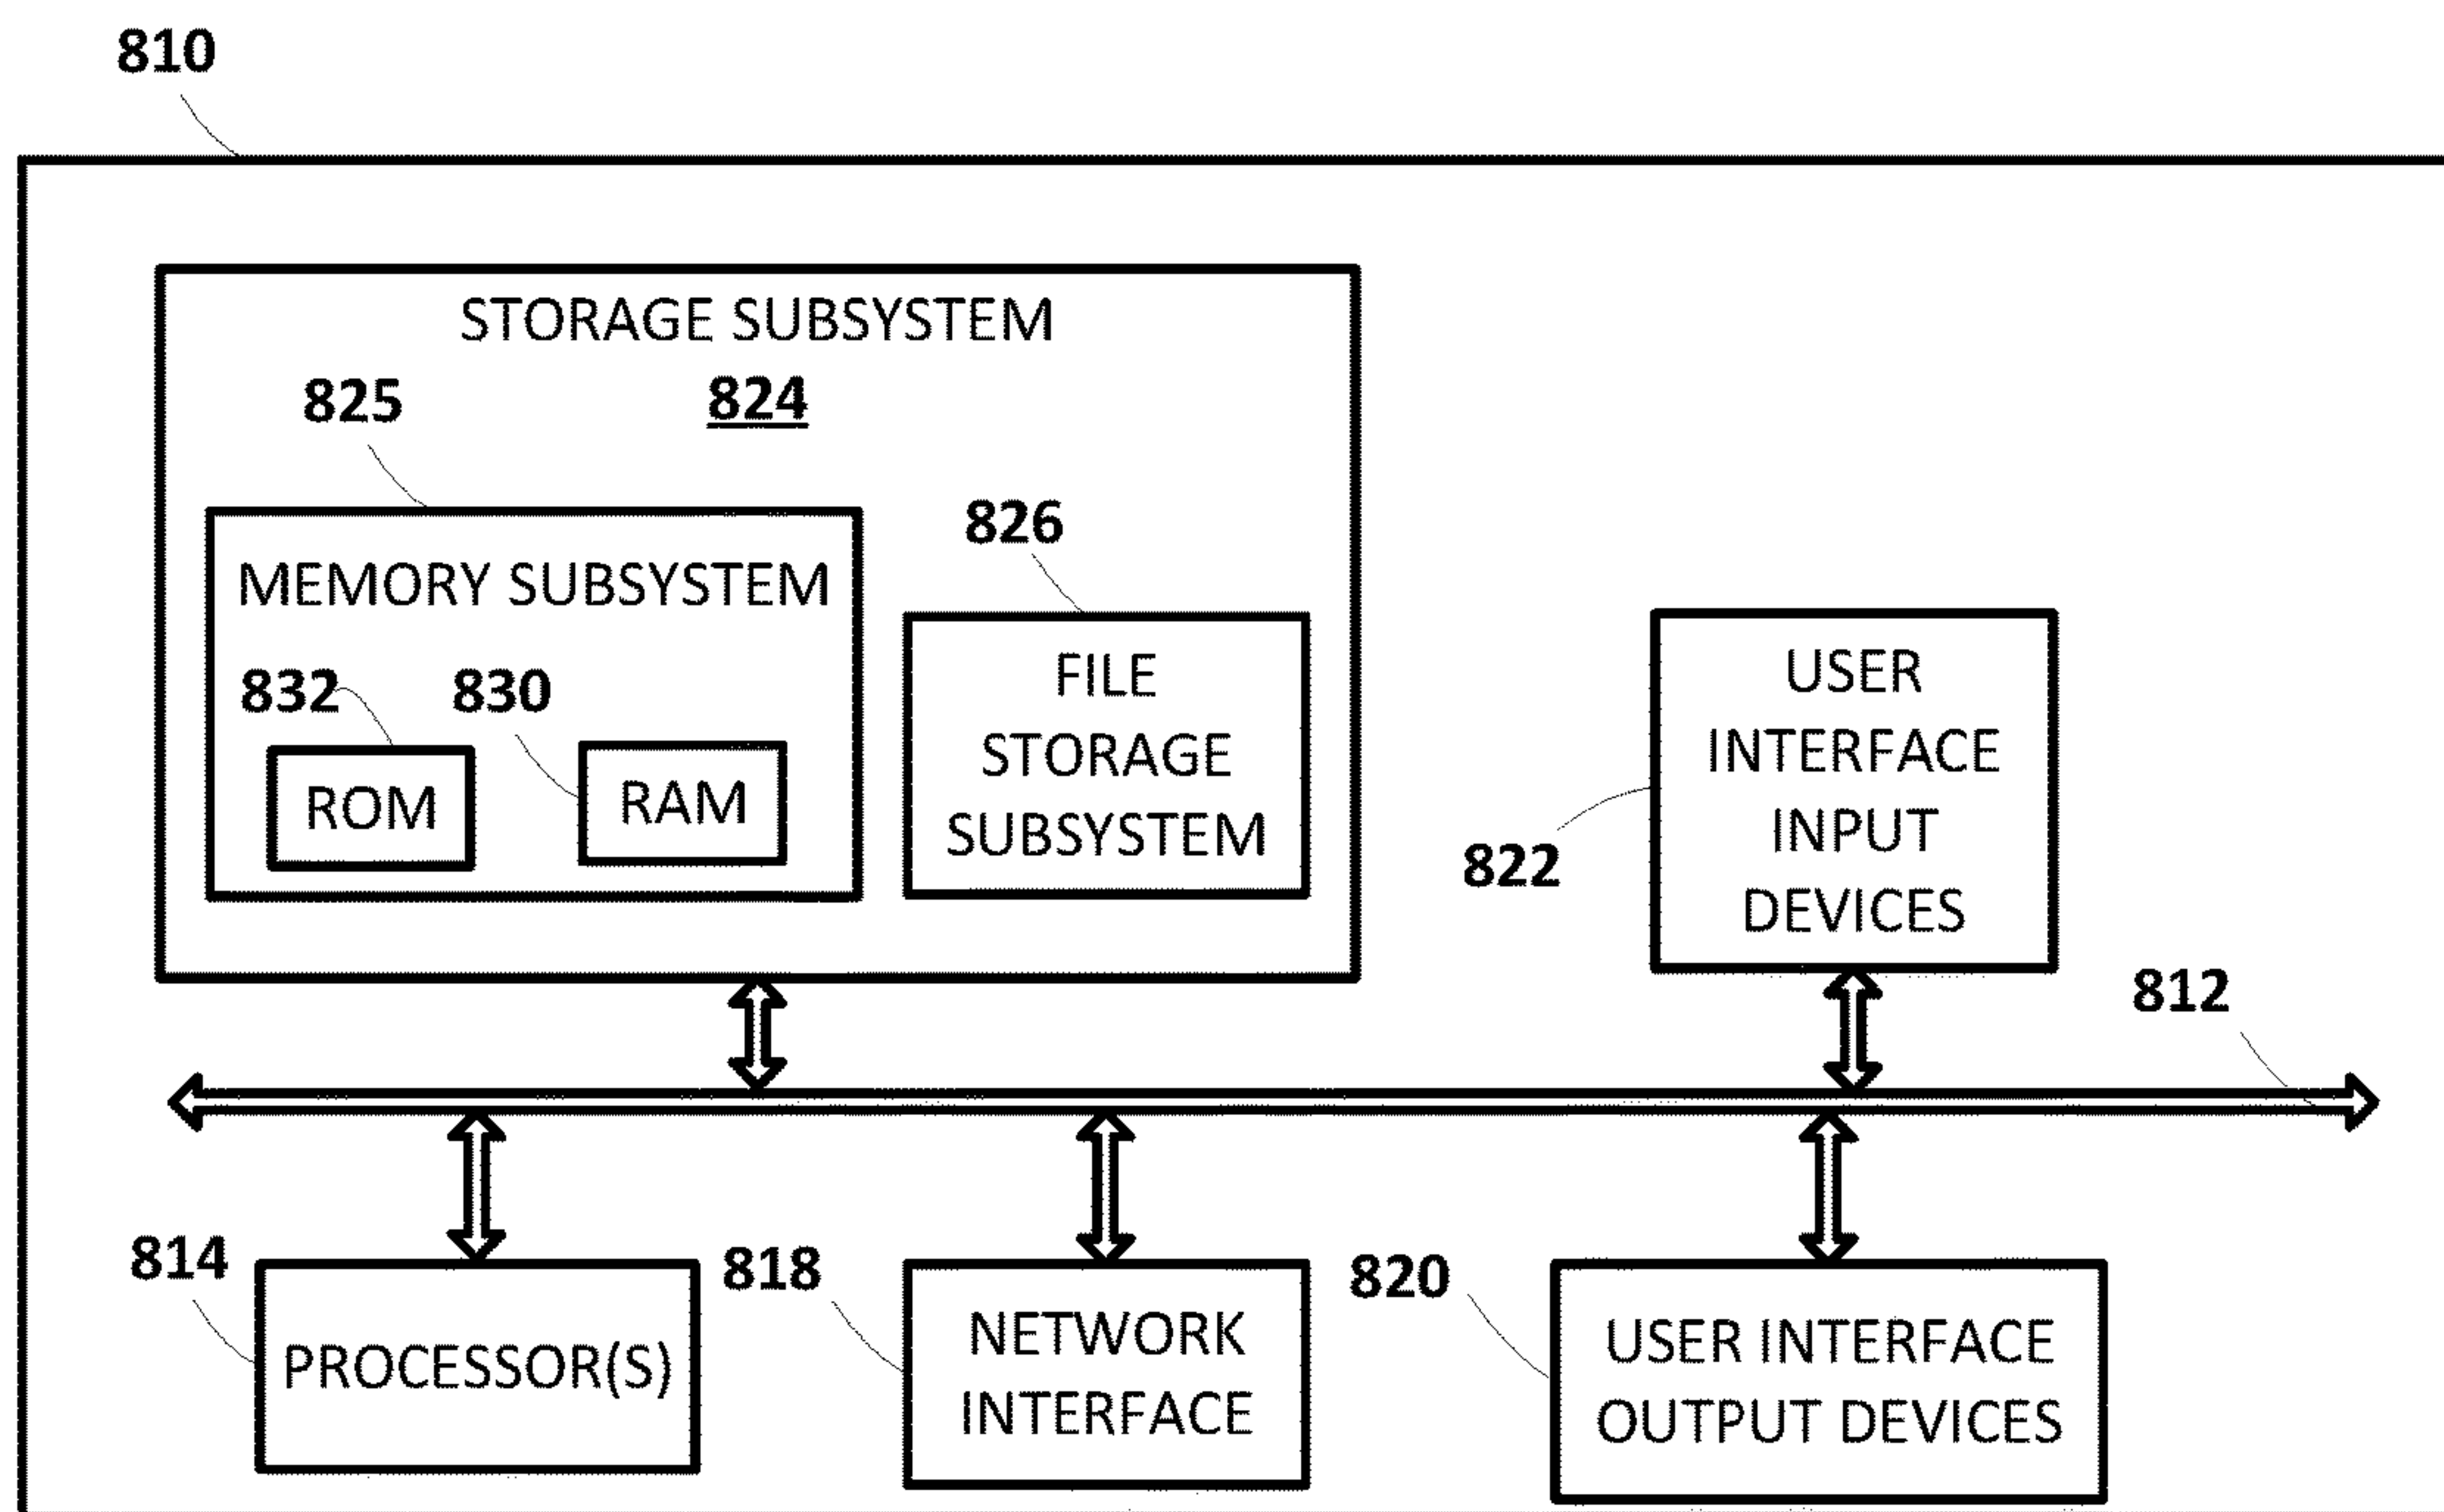 810
STORAGE SUBSYSTEM
824
825
MEMORY SUBSYSTEM
832
830
ROM
RAM
826
FILE
STORAGE
SUBSYSTEM
USER
INTERFACE
INPUT
DEVICES
822
812
814
PROCESSOR(S)
818
NETWORK
INTERFACE
820
USER INTERFACE
OUTPUT DEVICES